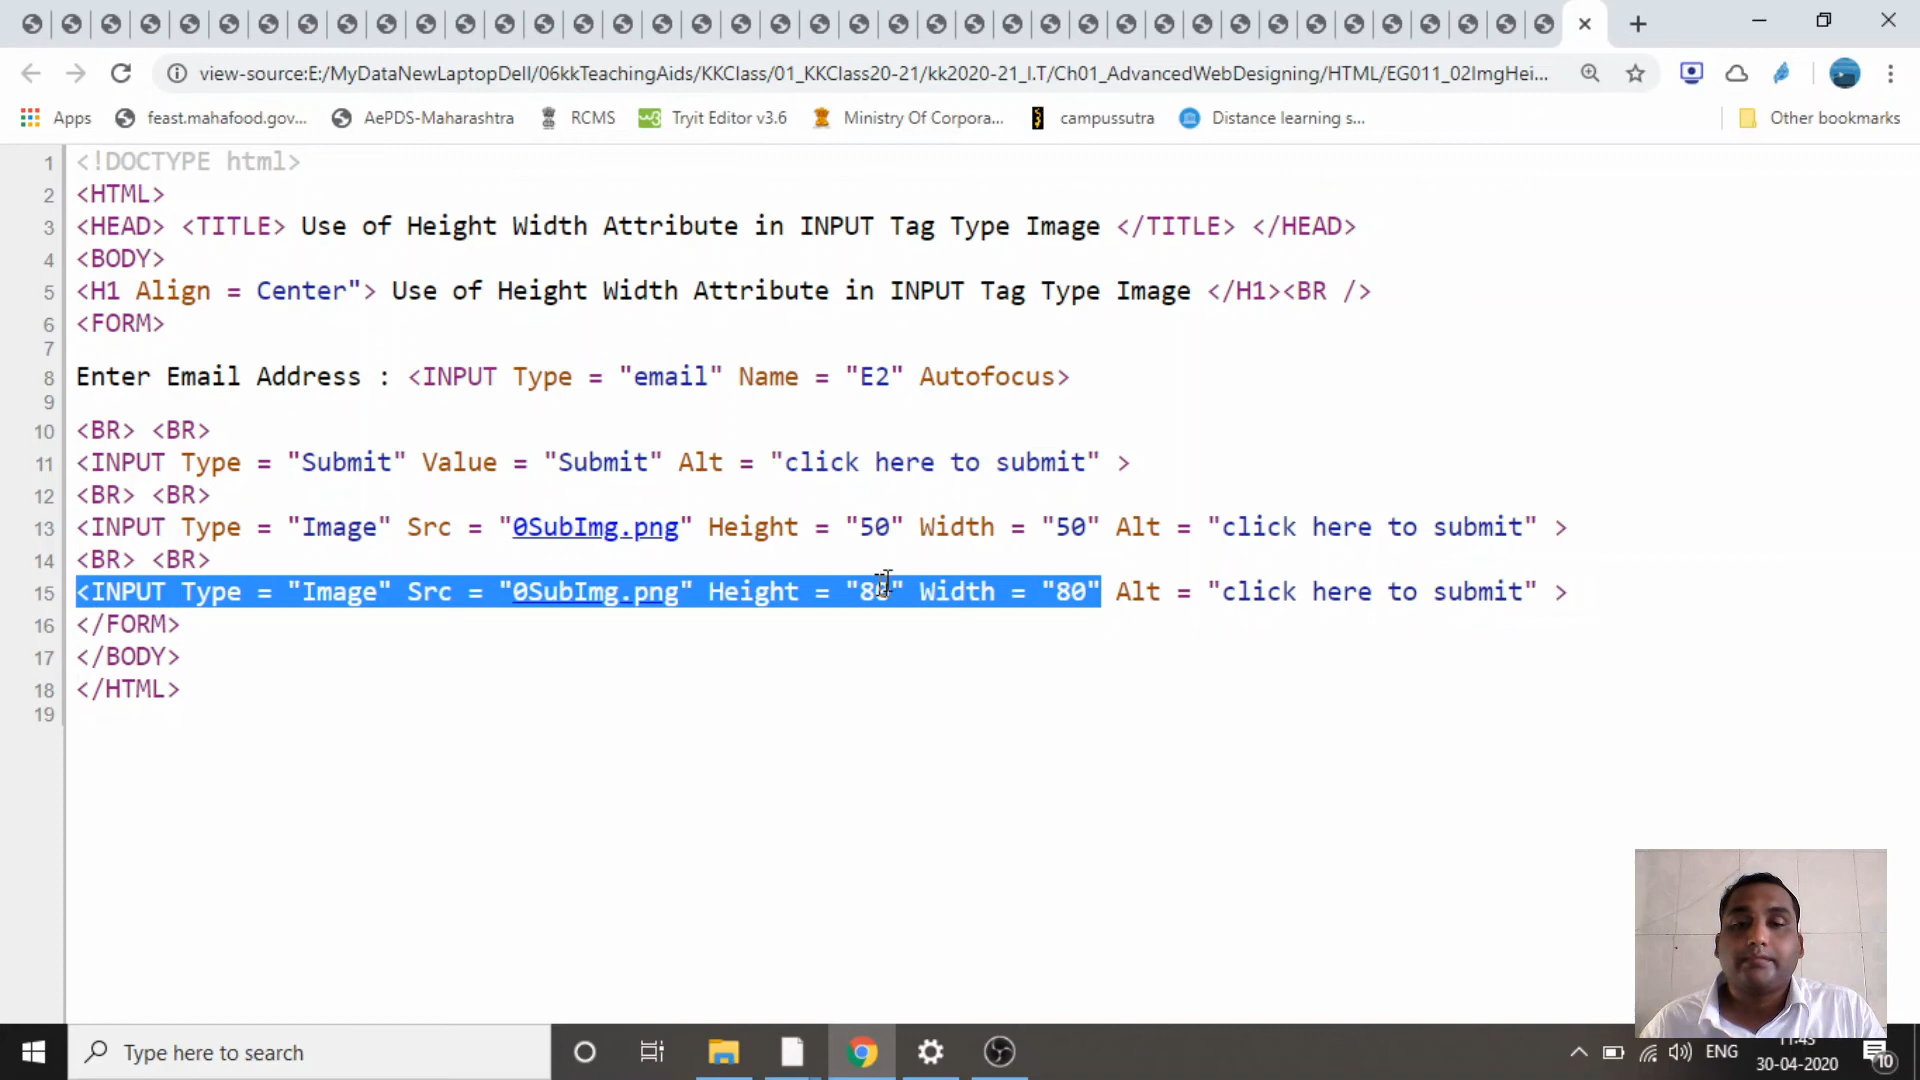 view-source:E:/MyDataNewLaptopDell/06kkTeachingAids/KKClass/01_KKClass20-21/kk2020-21_I.T/Ch01_AdvancedWebDesigning/HTML/EG011_02ImgHei...
Apps feast.mahafood.gov... AePDS-Maharashtra RCMS Tryit Editor v3.6 Ministry Of Corpora... campussutra Distance learning s... Other bookmarks
1 <!DOCTYPE html>
2 <HTML>
3 <HEAD> <TITLE> Use of Height Width Attribute in INPUT Tag Type Image </TITLE> </HEAD>
4 <BODY>
5 <H1 Align = Center"> Use of Height Width Attribute in INPUT Tag Type Image </H1><BR />
6 <FORM>
7
8 Enter Email Address : <INPUT Type = "email" Name = "E2" Autofocus>
9
10 <BR> <BR>
11 <INPUT Type = "Submit" Value = "Submit" Alt = "click here to submit" >
12 <BR> <BR>
13 <INPUT Type = "Image" Src = "0SubImg.png" Height = "50" Width = "50" Alt = "click here to submit" >
14 <BR> <BR>
15 <INPUT Type = "Image" Src = "0SubImg.png" Height = "80" Width = "80" Alt = "click here to submit" >
16 </FORM>
17 </BODY>
18 </HTML>
19
Type here to search
ENG
11:43
30-04-2020
10